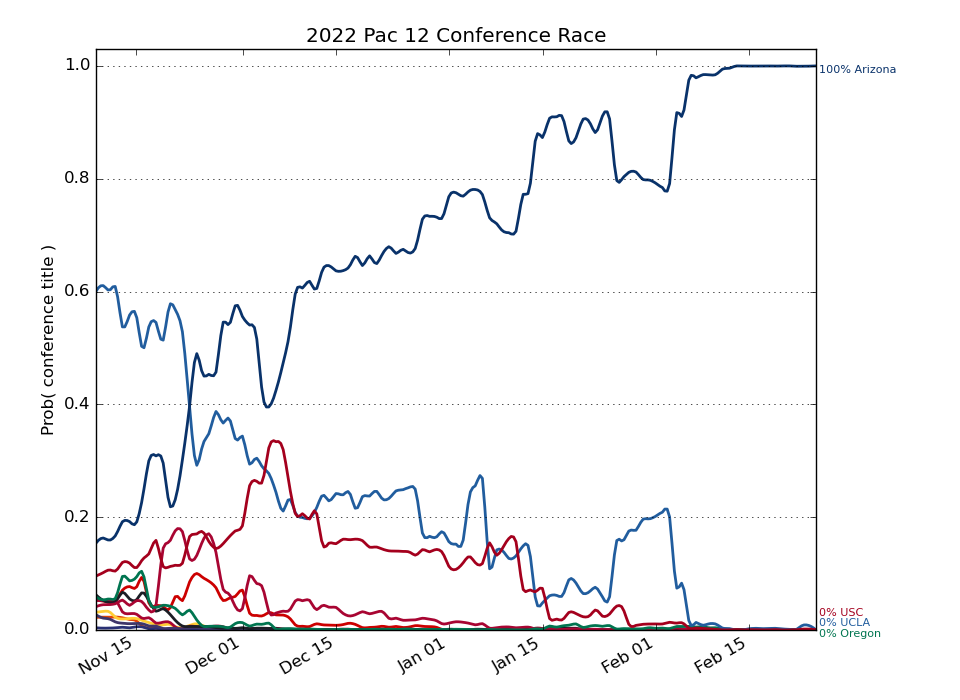 2022 Pac 12 Conference Race
Prob( conference title )
1.0
0.8
0.6
0.4
0.2
0.0
Nov 15
Dec 01
Dec 15
Jan 01
Jan 15
Feb 01
Feb 15
100% Arizona
0% USC
0% UCLA
0% Oregon